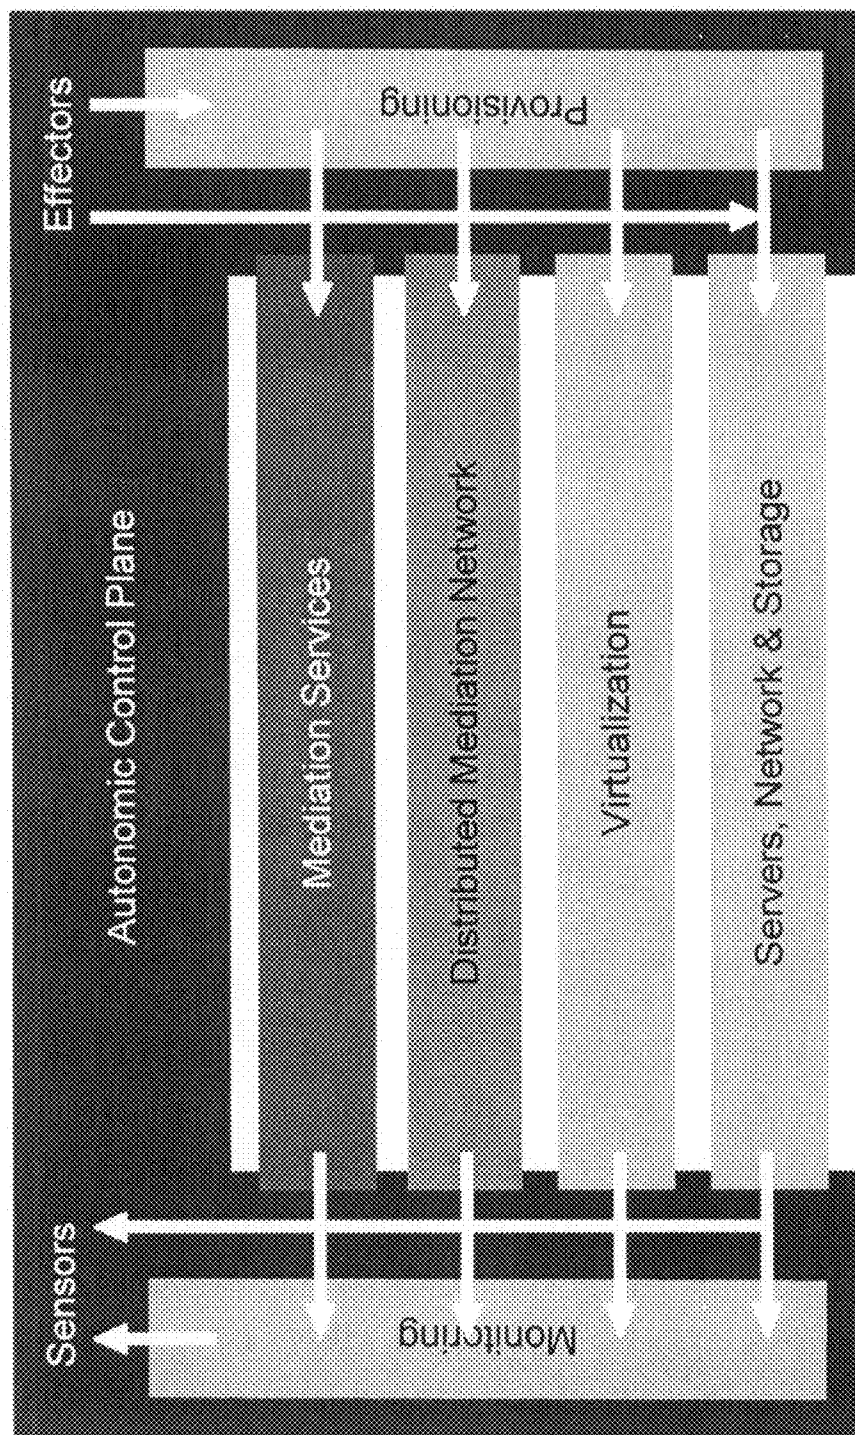 Autonomic Control Plane
Sensors
Effectors
Monitoring
Provisioning
Mediation Services
Distributed Mediation Network
Virtualization
Servers, Network & Storage